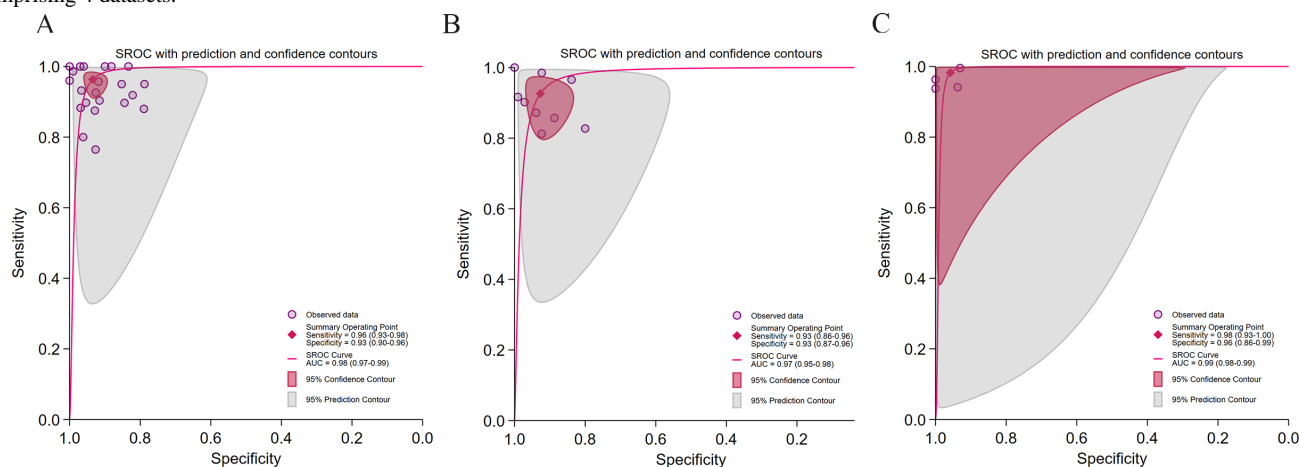 4 datasets.
A
SROC with prediction and confidence contours
1.0
0.8
0.6
0.4
0.2
0.0
Sensitivity
1.0 0.8 0.6 0.4 0.2 0.0
Specificity
Observed data
Summary Operating Point
Sensitivity = 0.96 (0.93-0.98)
Specificity = 0.93 (0.90-0.96)
SROC Curve
AUC = 0.98 (0.97-0.99)
95% Confidence Contour
95% Prediction Contour
B
SROC with prediction and confidence contours
1.0
0.8
0.6
0.4
0.2
0.0
Sensitivity
1.0 0.8 0.6 0.4 0.2
Specificity
Observed data
Summary Operating Point
Sensitivity = 0.93 (0.86-0.96)
Specificity = 0.93 (0.87-0.96)
SROC Curve
AUC = 0.97 (0.95-0.98)
95% Confidence Contour
95% Prediction Contour
C
SROC with prediction and confidence contours
1.0
0.8
0.6
0.4
0.2
0.0
Sensitivity
1.0 0.8 0.6 0.4 0.2 0.0
Specificity
Observed data
Summary Operating Point
Sensitivity = 0.98 (0.93-1.00)
Specificity = 0.96 (0.86-0.99)
SROC Curve
AUC = 0.99 (0.98-0.99)
95% Confidence Contour
95% Prediction Contour